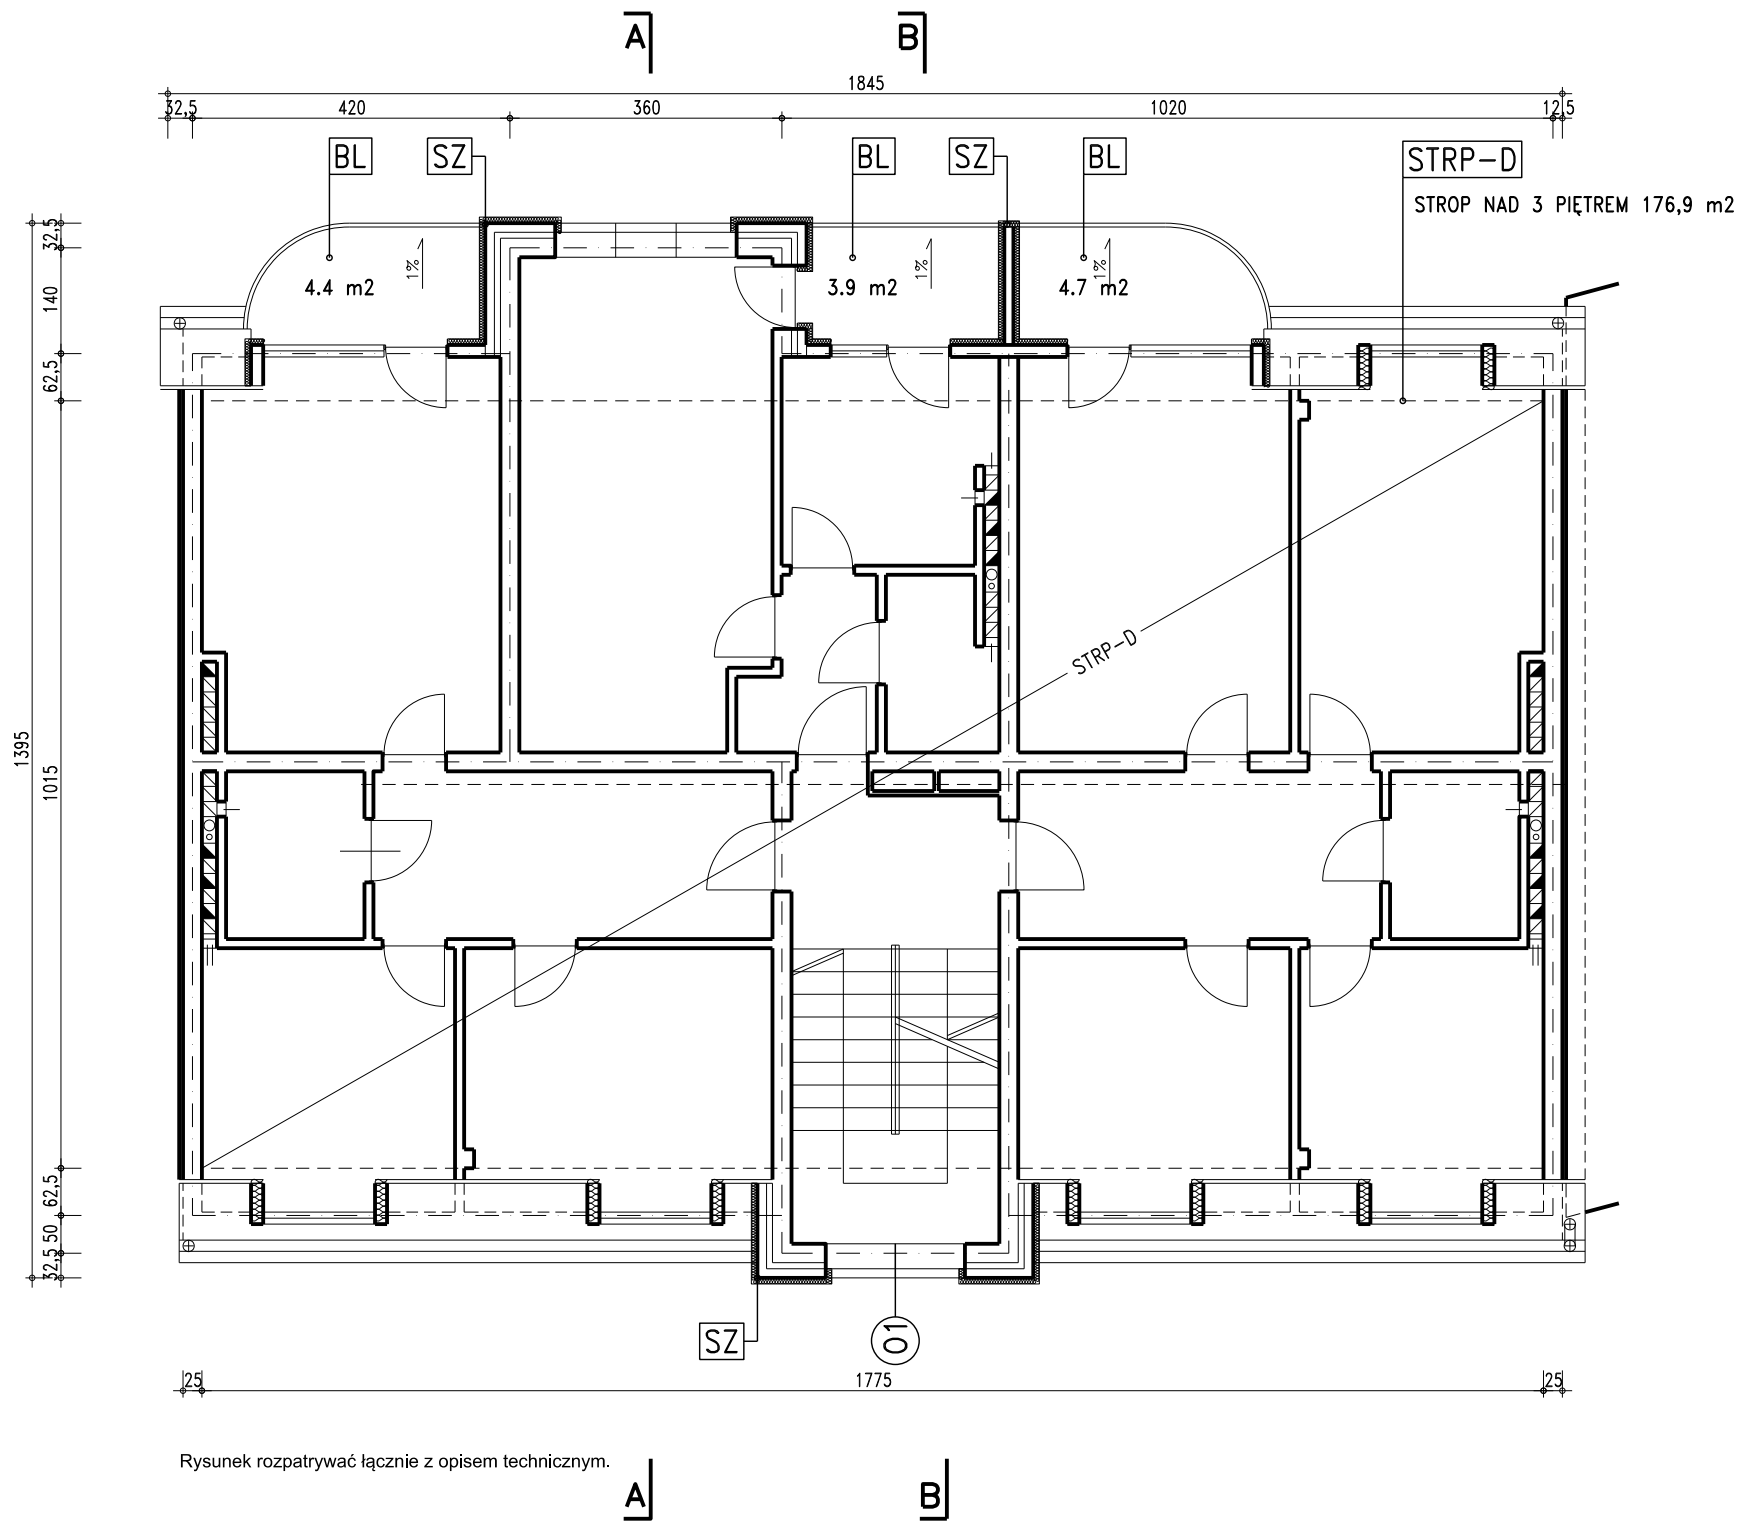 A
B
1845
32,5
420
360
1020
12,5
BL
SZ
BL
SZ
BL
STRP-D
STROP NAD 3 PIĘTREM 176,9 m2
32,5
140
62,5
1395
1015
62,5
50
32,5
1%
1%
1%
4.4 m2
3.9 m2
4.7 m2
STRP-D
SZ
01
25
1775
25
Rysunek rozpatrywać łącznie z opisem technicznym.
A
B